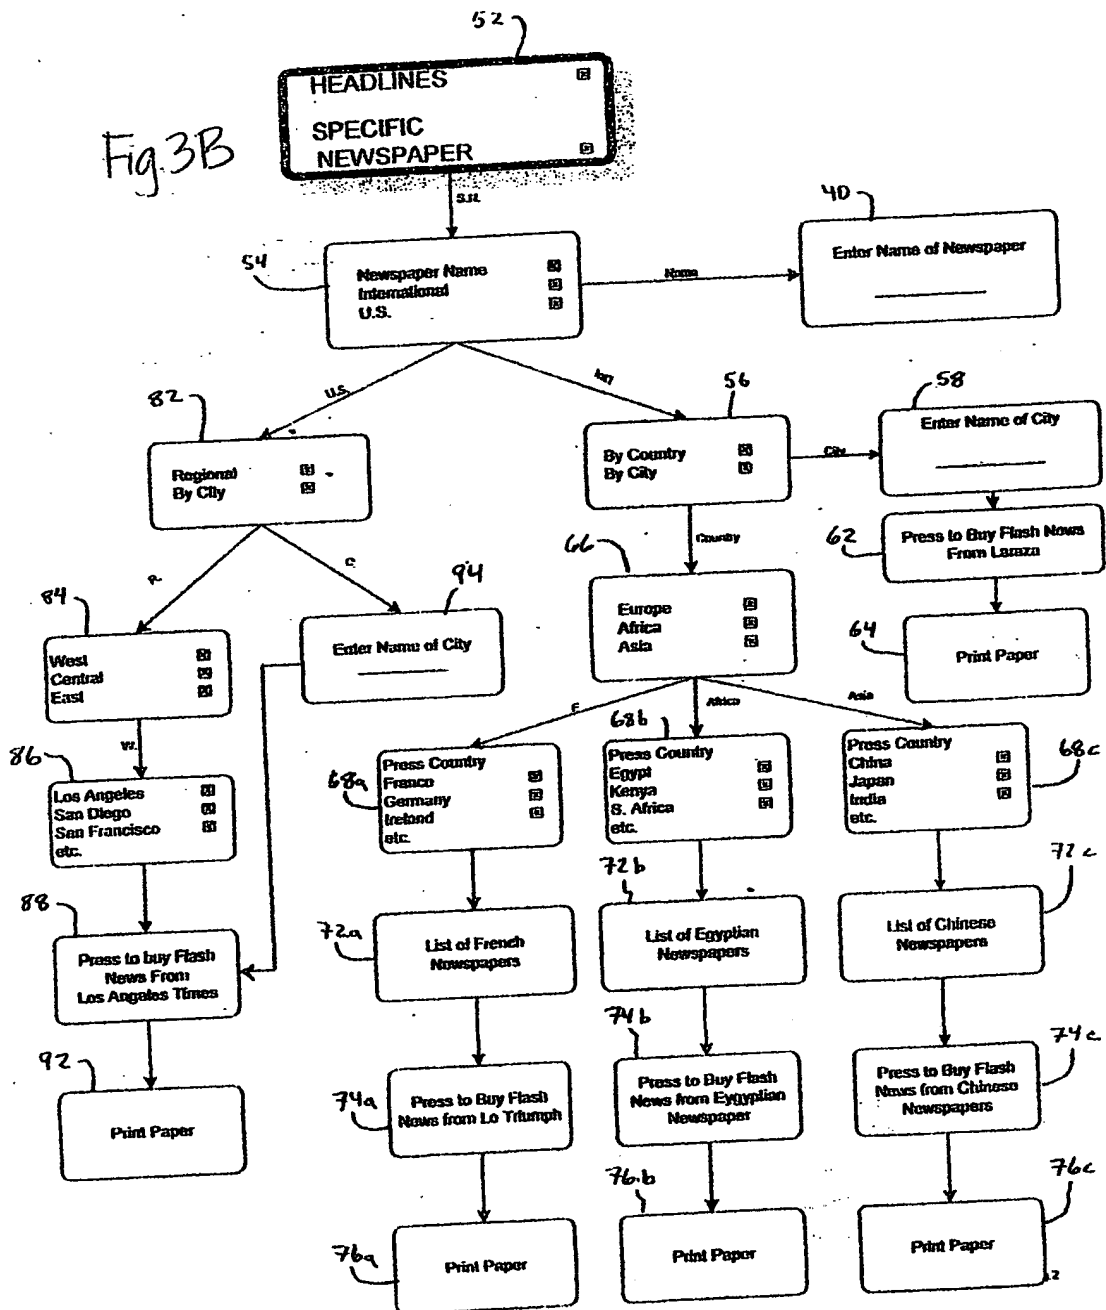 52
HEADLINES
SPECIFIC
NEWSPAPER
Fig. 3B
S.N.
40
Enter Name of Newspaper
54
Newspaper Name
International
U.S.
Name
U.S.
Int'l
82
Regional
By City
56
By Country
By City
City
58
Enter Name of City
62
Press to Buy Flash News
From Laraza
64
Print Paper
Country
66
Europe
Africa
Asia
R.
C.
84
West
Central
East
94
Enter Name of City
W.
86
Los Angeles
San Diego
San Francisco
etc.
E
Africa
Asia
68a
Press Country
France
Germany
Ireland
etc.
68b
Press Country
Egypt
Kenya
S. Africa
etc.
68c
Press Country
China
Japan
India
etc.
88
Press to buy Flash
News From
Los Angeles Times
72a
List of French
Newspapers
72b
List of Egyptian
Newspapers
72c
List of Chinese
Newspapers
92
Print Paper
74a
Press to Buy Flash
News from Le Triumph
74b
Press to Buy Flash
News from Eygyptian
Newspaper
74c
Press to Buy Flash
News from Chinese
Newspapers
76a
Print Paper
76.b
Print Paper
76c
Print Paper